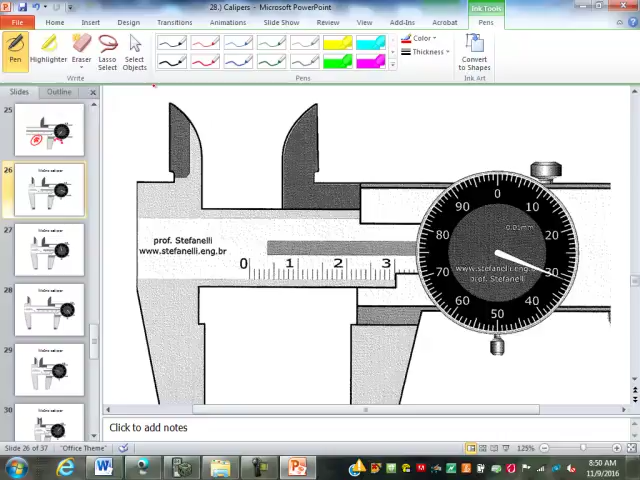 28.) Calipers - Microsoft PowerPoint
Ink Tools
File
Home
Insert
Design
Transitions
Animations
Slide Show
Review
View
Add-Ins
Acrobat
Pens
Pen
Highlighter
Eraser
Lasso Select
Select Objects
Color
Thickness
Convert to Shapes
Write
Pens
Ink Art
Slides
Outline
25
26
27
28
29
30
prof. Stefanelli
www.stefanelli.eng.br
0 1 2 3
0
10
20
30
40
50
60
70
80
90
0.01mm
prof. Stefanelli
Click to add notes
Slide 26 of 37
"Office Theme"
125%
8:50 AM
11/9/2016